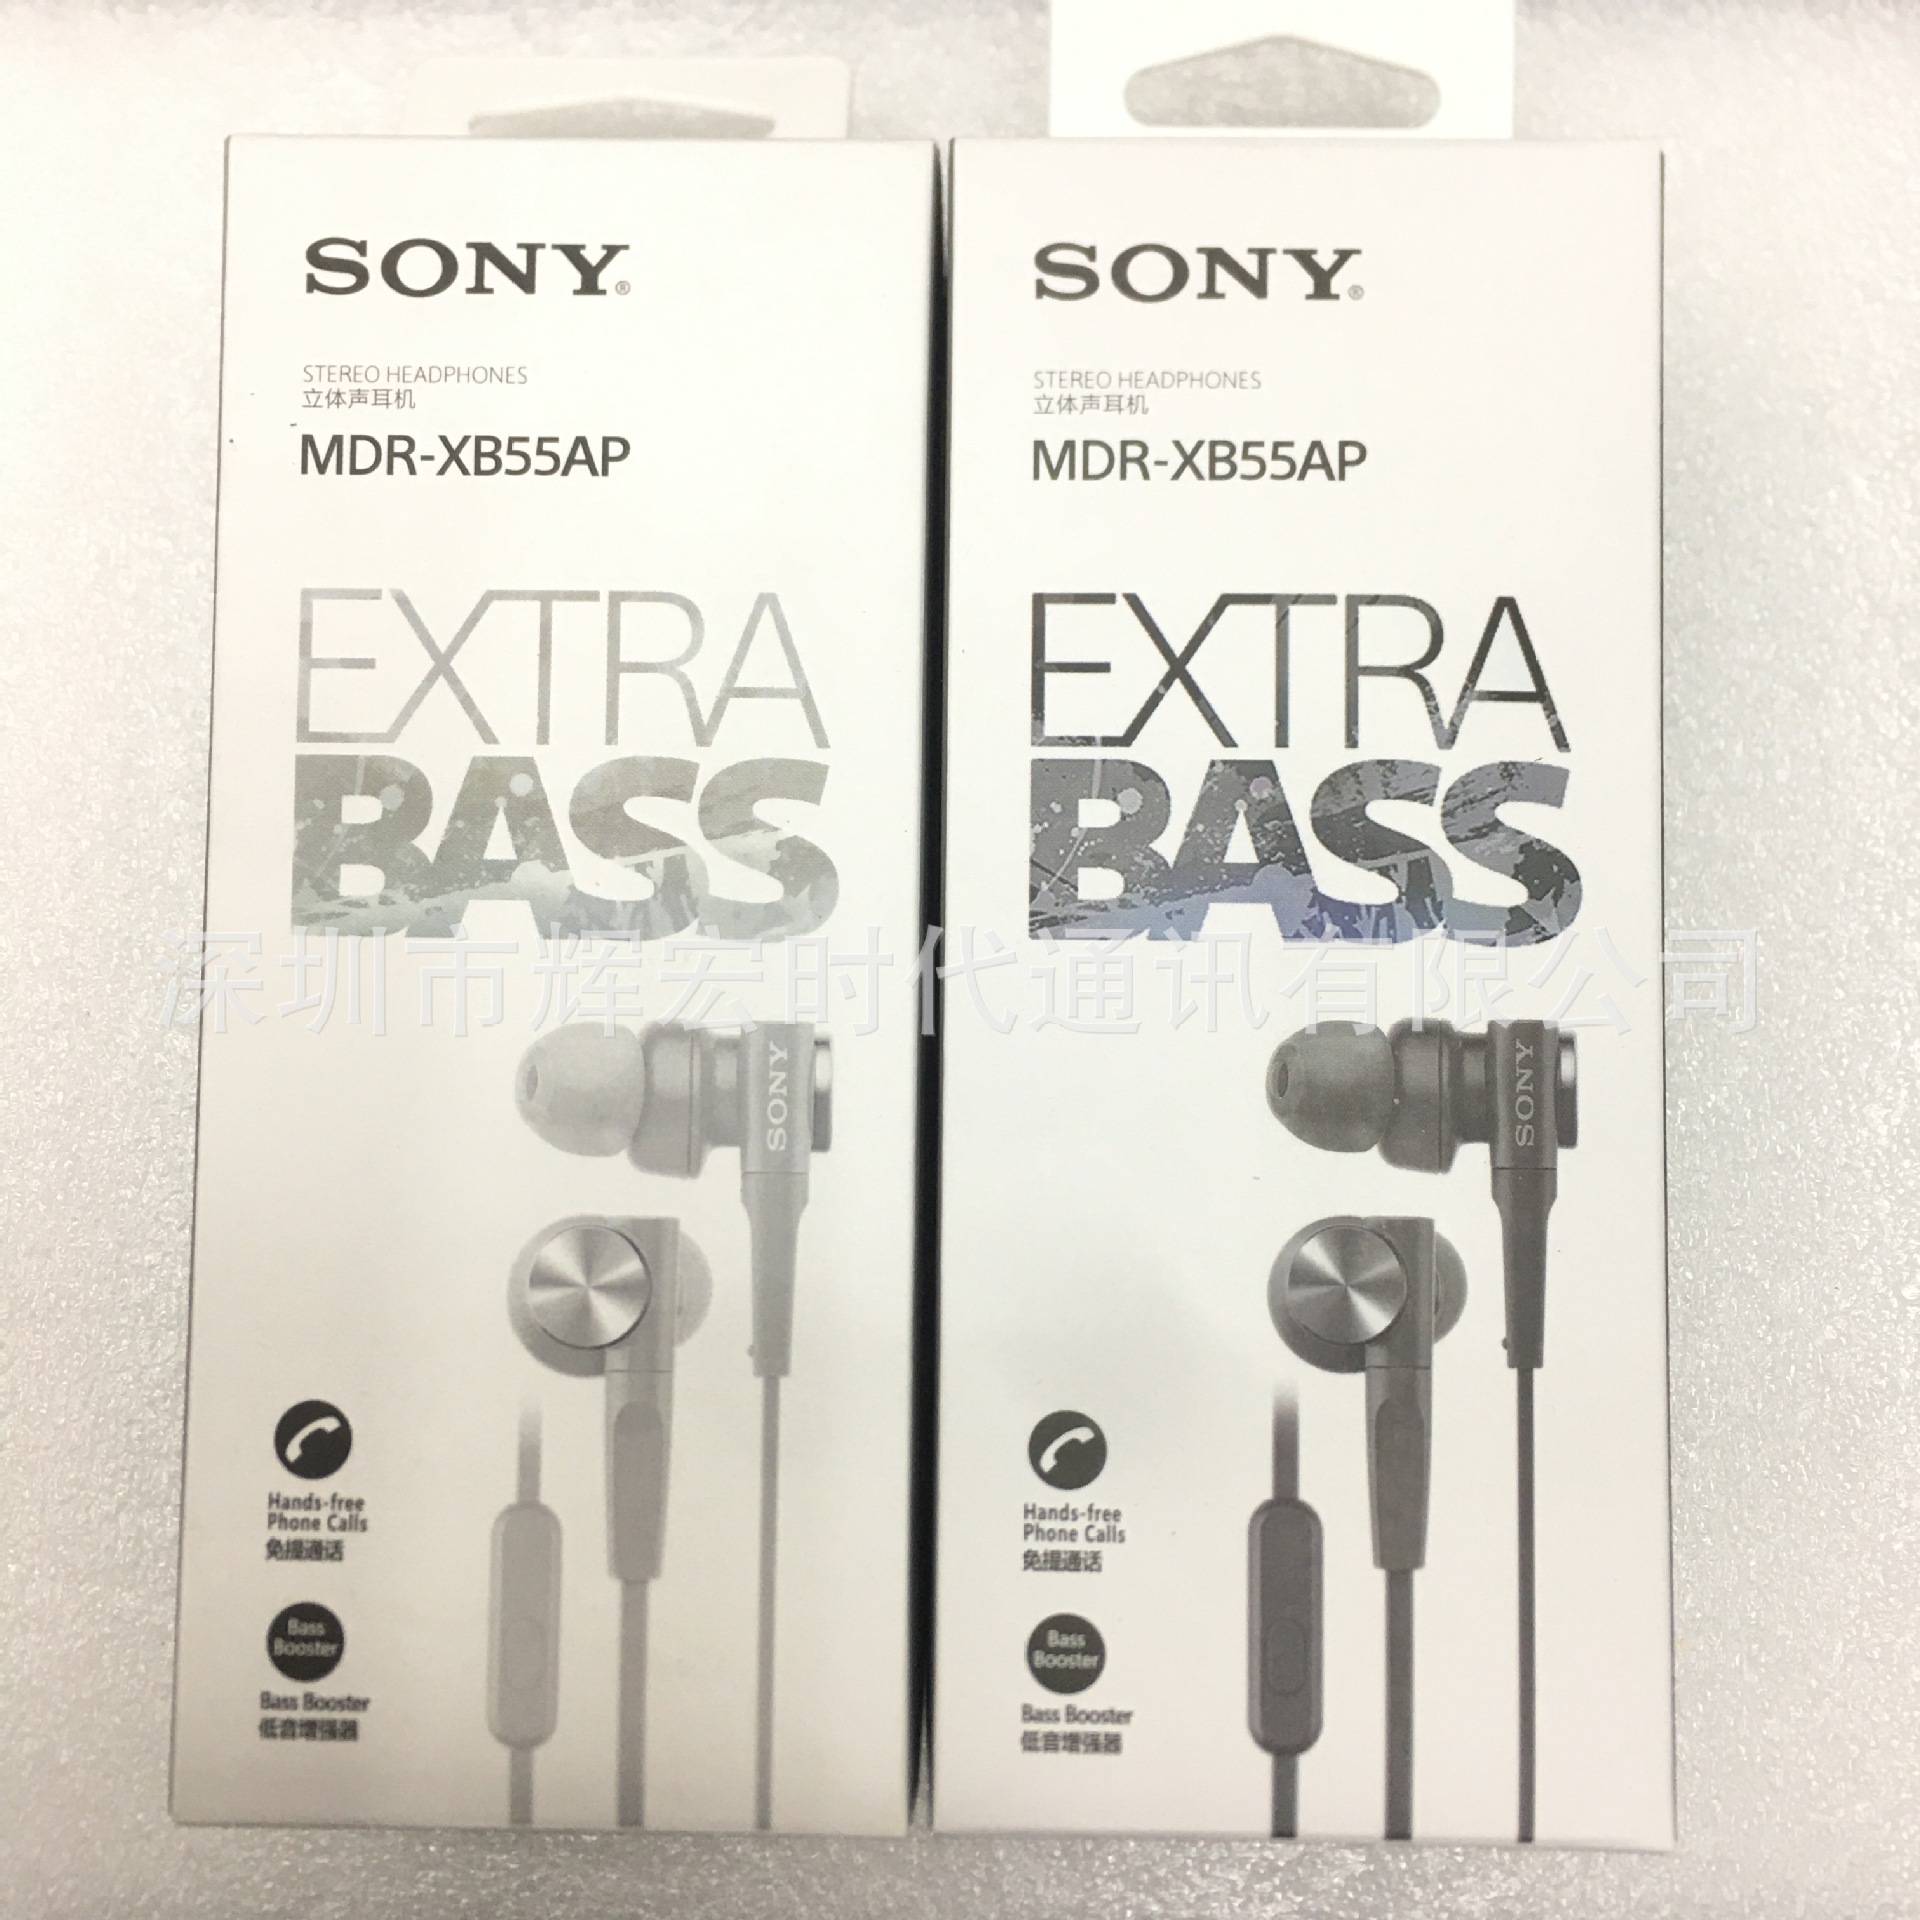 SONY®
STEREO HEADPHONES
立体声耳机
MDR-XB55AP
EXTRA
BASS
SONY
Hands-free
Phone Calls
免提通话
Bass
Booster
Bass Booster
低音增强器
SONY®
STEREO HEADPHONES
立体声耳机
MDR-XB55AP
EXTRA
BASS
SONY
Hands-free
Phone Calls
免提通话
Bass
Booster
Bass Booster
低音增强器
深圳市辉宏时代通讯有限公司